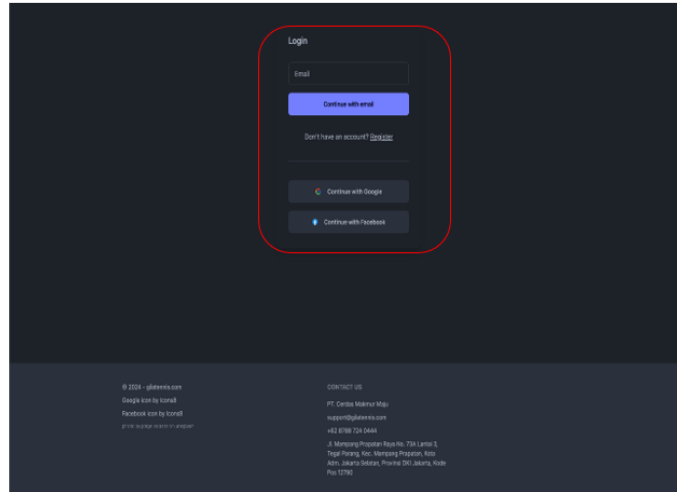 Login
Email
Continue with email
Don't have an account? Register
Continue with Google
Continue with Facebook
© 2024 - gilatennis.com
Google icon by Icons8
Facebook icon by Icons8
CONTACT US
PT. Cerdas Makmur Maju
support@gilatennis.com
+62 8788 724 0444
Jl. Mampang Prapatan Raya No. 73A Lantai 3,
Tegal Parang, Kec. Mampang Prapatan, Kota
Adm. Jakarta Selatan, Provinsi DKI Jakarta, Kode
Pos: 12790